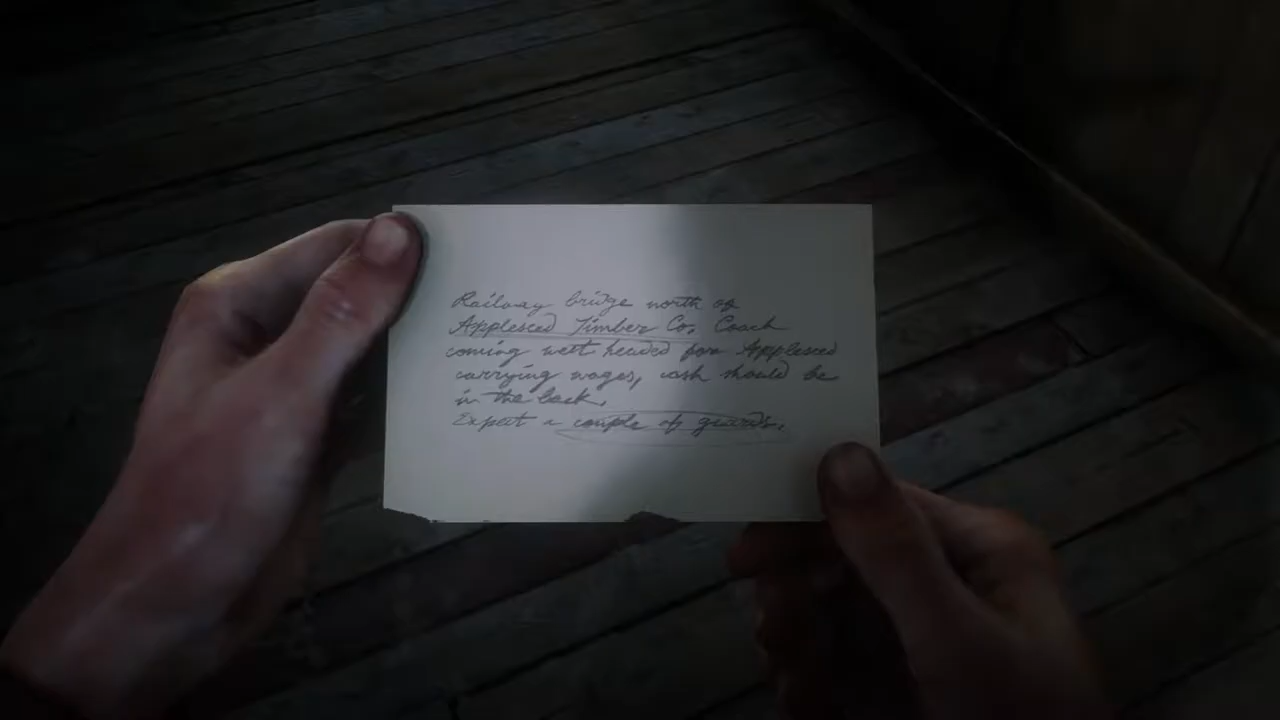 Railway bridge north of
Appleseed Timber Co. Coach
coming west headed for Appleseed
carrying wages, cash should be
in the back.
Expect a couple of guards.